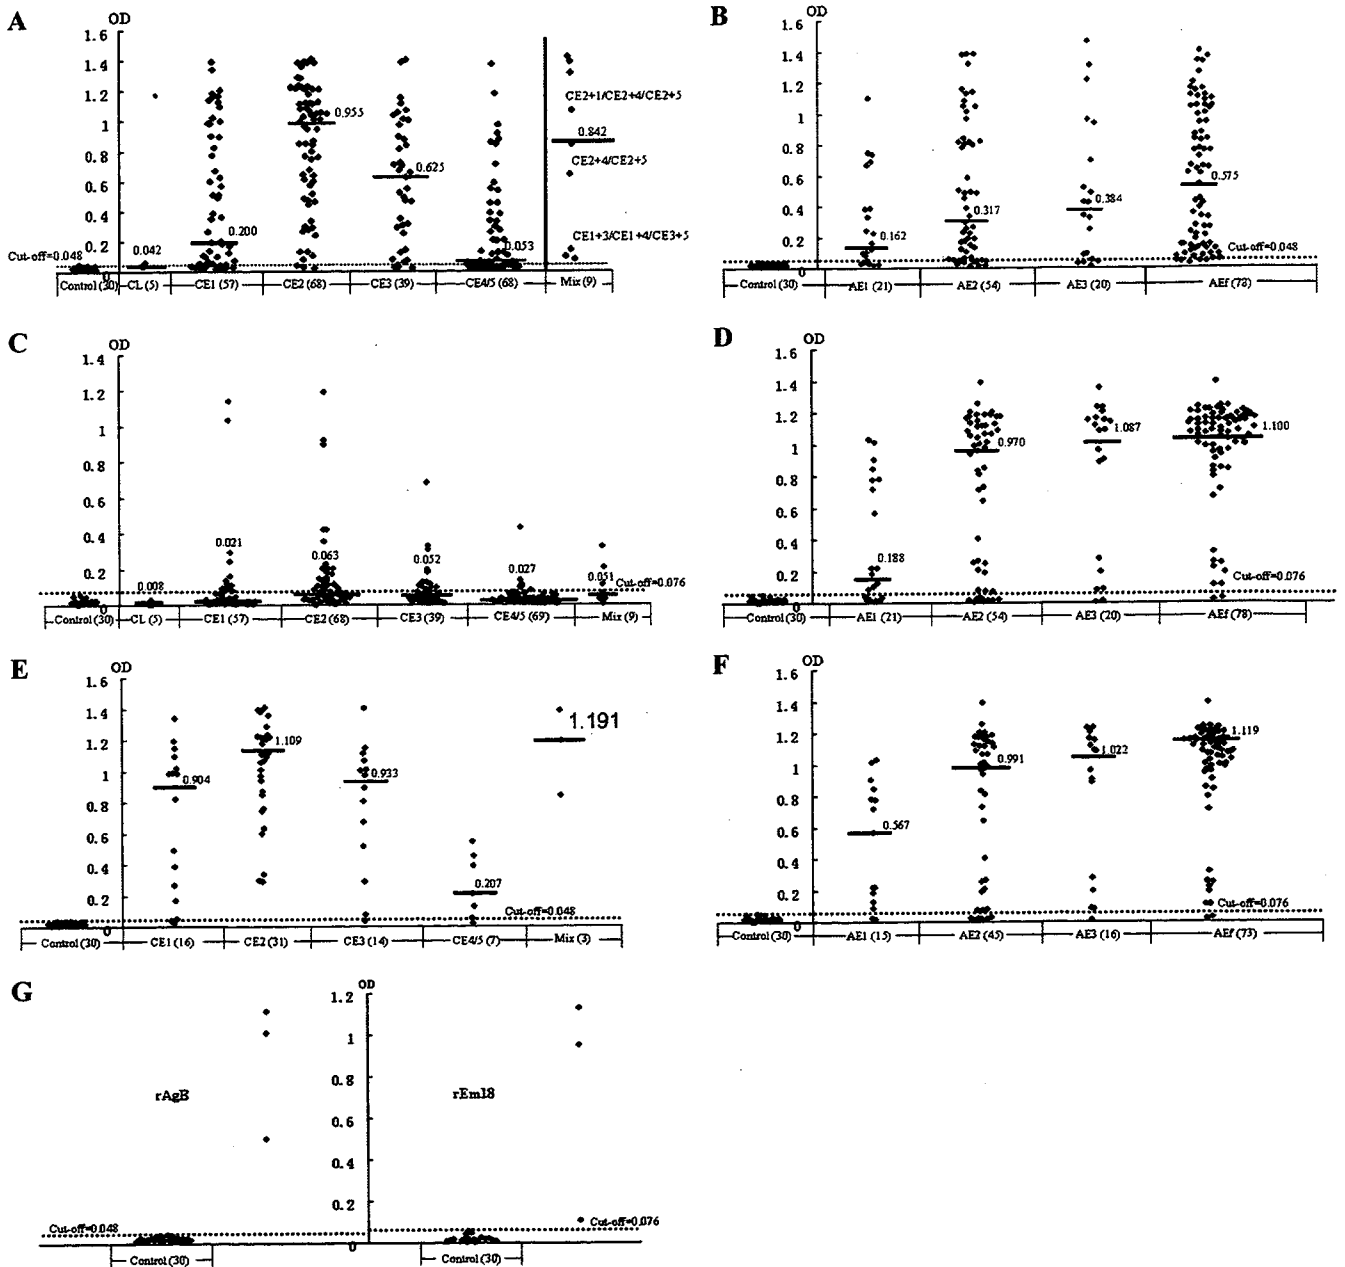 A
OD
1.6
1.4
1.2
1
0.8
0.6
0.4
0.2
0
CE2+1/CE2+4/CE2+5
0.955
0.842
CE2+4/CE2+5
0.625
0.200
CE1+3/CE1+4/CE3+5
0.053
0.042
Cut-off=0.048
Control (30) CL (5) CE1 (57) CE2 (68) CE3 (39) CE4/5 (68) Mix (9)
B
OD
1.6
1.4
1.2
1
0.8
0.6
0.4
0.2
0
0.575
0.384
0.317
0.162
Cut-off=0.048
Control (30) AE1 (21) AE2 (54) AE3 (20) AEf (78)
C
OD
1.4
1.2
1
0.8
0.6
0.4
0.2
0
0.021
0.063
0.052
0.027
0.051
0.008
Cut-off=0.076
Control (30) CL (5) CE1 (57) CE2 (68) CE3 (39) CE4/5 (69) Mix (9)
D
OD
1.6
1.4
1.2
1
0.8
0.6
0.4
0.2
0
1.087
1.100
0.970
0.188
Cut-off=0.076
Control (30) AE1 (21) AE2 (54) AE3 (20) AEf (78)
E
OD
1.6
1.4
1.2
1
0.8
0.6
0.4
0.2
0
1.191
1.109
0.904
0.933
0.207
Cut-off=0.048
Control (30) CE1 (16) CE2 (31) CE3 (14) CE4/5 (7) Mix (3)
F
OD
1.6
1.4
1.2
1
0.8
0.6
0.4
0.2
0
1.119
1.022
0.991
0.567
Cut-off=0.076
Control (30) AE1 (15) AE2 (45) AE3 (16) AEf (73)
G
OD
1.2
1
0.8
0.6
0.4
0.2
0
rAgB
rEm18
Cut-off=0.048
Cut-off=0.076
Control (30)
Control (30)